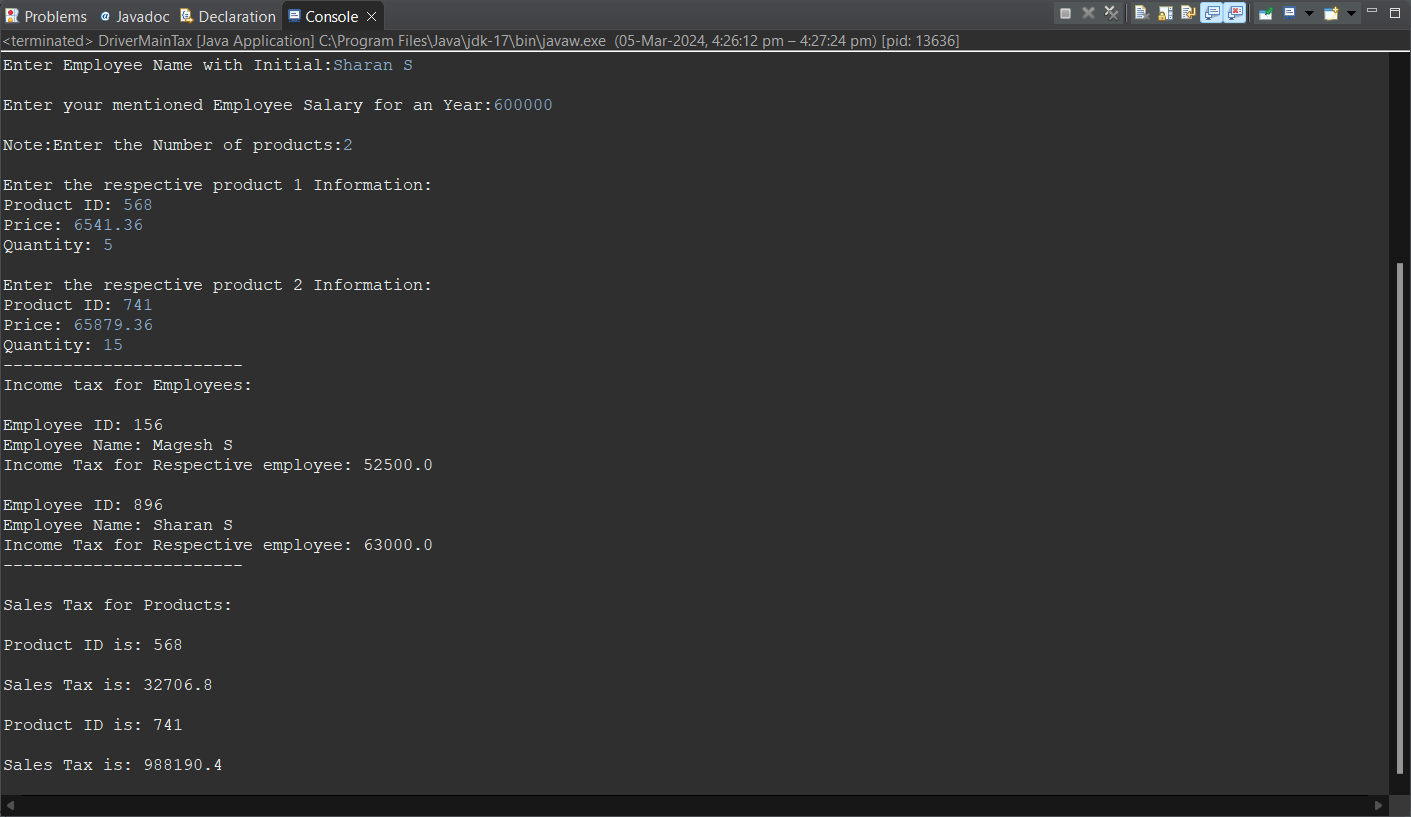 Problems @ Javadoc Declaration Console
<terminated> DriverMainTax [Java Application] C:\Program Files\Java\jdk-17\bin\javaw.exe (05-Mar-2024, 4:26:12 pm – 4:27:24 pm) [pid: 13636]
Enter Employee Name with Initial:Sharan S
Enter your mentioned Employee Salary for an Year:600000
Note:Enter the Number of products:2
Enter the respective product 1 Information:
Product ID: 568
Price: 6541.36
Quantity: 5
Enter the respective product 2 Information:
Product ID: 741
Price: 65879.36
Quantity: 15
------------------------
Income tax for Employees:
Employee ID: 156
Employee Name: Magesh S
Income Tax for Respective employee: 52500.0
Employee ID: 896
Employee Name: Sharan S
Income Tax for Respective employee: 63000.0
------------------------
Sales Tax for Products:
Product ID is: 568
Sales Tax is: 32706.8
Product ID is: 741
Sales Tax is: 988190.4